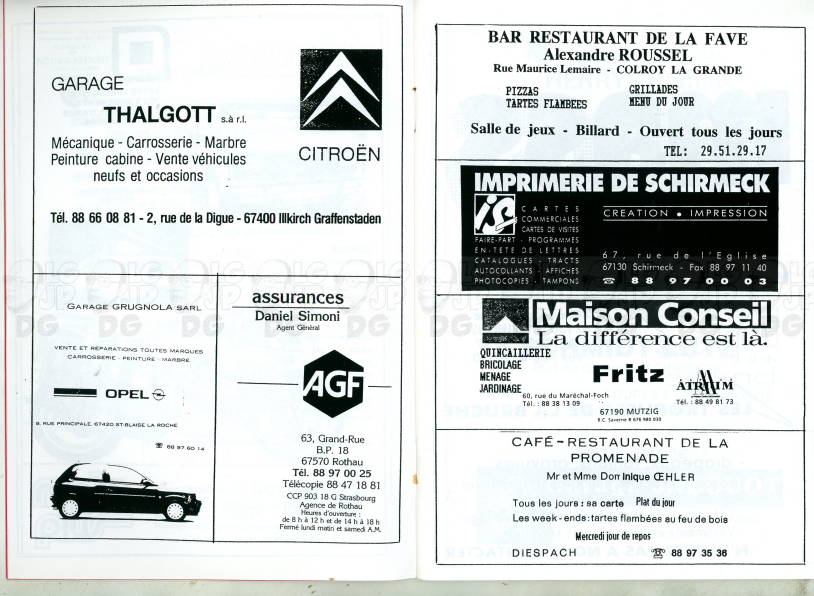 GARAGE
THALGOTT s.à r.l.
CITROËN
Mécanique - Carrosserie - Marbre
Peinture cabine - Vente véhicules
neufs et occasions
Tél. 88 66 08 81 - 2, rue de la Digue - 67400 Illkirch Graffenstaden
GARAGE GRUGNOLA SARL
VENTE ET RÉPARATIONS TOUTES MARQUES
CARROSSERIE - PEINTURE - MARBRE
OPEL
8, RUE PRINCIPALE, 67420 ST-BLAISE LA ROCHE
☎ 88 97 60 14
assurances
Daniel Simoni
Agent Général
AGF
63, Grand-Rue
B.P. 18
67570 Rothau
Tél. 88 97 00 25
Télécopie 88 47 18 81
CCP 903 18 G Strasbourg
Agence de Rothau
Heures d'ouverture :
de 8 h à 12 h et de 14 h à 18 h
Fermé lundi matin et samedi A.M.
BAR RESTAURANT DE LA FAVE
Alexandre ROUSSEL
Rue Maurice Lemaire - COLROY LA GRANDE
PIZZAS GRILLADES
TARTES FLAMBEES MENU DU JOUR
Salle de jeux - Billard - Ouvert tous les jours
TEL: 29.51.29.17
IMPRIMERIE DE SCHIRMECK
is
CARTES
COMMERCIALES
CARTES DE VISITES
FAIRE-PART - PROGRAMMES
EN-TÊTE DE LETTRES
CATALOGUES - TRACTS
AUTOCOLLANTS - AFFICHES
PHOTOCOPIES - TAMPONS
CREATION • IMPRESSION
67, rue de l'Eglise
67130 Schirmeck - Fax 88 97 11 40
☎ 88 97 00 03
Maison Conseil
La différence est là.
QUINCAILLERIE
BRICOLAGE
MENAGE
JARDINAGE
Fritz
ATRIUM
60, rue du Maréchal-Foch
Tél. : 88 38 13 09
Tél. : 88 49 81 73
67190 MUTZIG
R.C. Saverne B 676 980 030
CAFÉ-RESTAURANT DE LA
PROMENADE
Mr et Mme Dominique ŒHLER
Tous les jours : sa carte Plat du jour
Les week-ends: tartes flambées au feu de bois
Mercredi jour de repos
DIESPACH ☎ 88 97 35 36